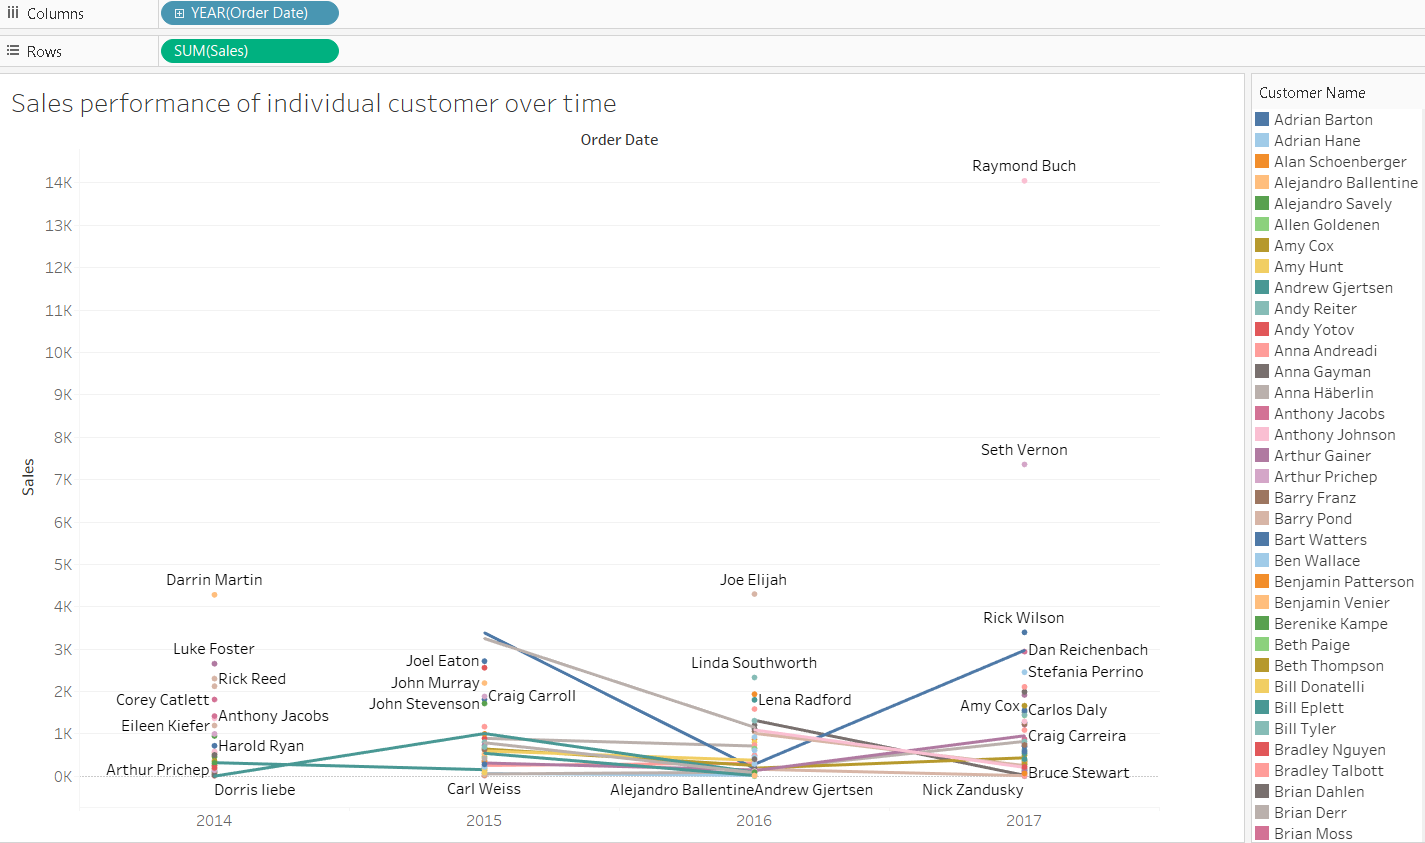 Columns
YEAR(Order Date)
Rows
SUM(Sales)
Sales performance of individual customer over time
Order Date
Sales
14K
13K
12K
11K
10K
9K
8K
7K
6K
5K
4K
3K
2K
1K
0K
Raymond Buch
Seth Vernon
Darrin Martin
Joe Elijah
Rick Wilson
Luke Foster
Dan Reichenbach
Joel Eaton
Linda Southworth
Stefania Perrino
Rick Reed
John Murray
Corey Catlett
Craig Carroll
Lena Radford
John Stevenson
Amy Cox
Carlos Daly
Anthony Jacobs
Eileen Kiefer
Craig Carreira
Harold Ryan
Arthur Prichep
Bruce Stewart
Dorris liebe
Carl Weiss
Alejandro Ballentine
Andrew Gjertsen
Nick Zandusky
2014
2015
2016
2017
Customer Name
Adrian Barton
Adrian Hane
Alan Schoenberger
Alejandro Ballentine
Alejandro Savely
Allen Goldenen
Amy Cox
Amy Hunt
Andrew Gjertsen
Andy Reiter
Andy Yotov
Anna Andreadi
Anna Gayman
Anna Häberlin
Anthony Jacobs
Anthony Johnson
Arthur Gainer
Arthur Prichep
Barry Franz
Barry Pond
Bart Watters
Ben Wallace
Benjamin Patterson
Benjamin Venier
Berenike Kampe
Beth Paige
Beth Thompson
Bill Donatelli
Bill Eplett
Bill Tyler
Bradley Nguyen
Bradley Talbott
Brian Dahlen
Brian Derr
Brian Moss